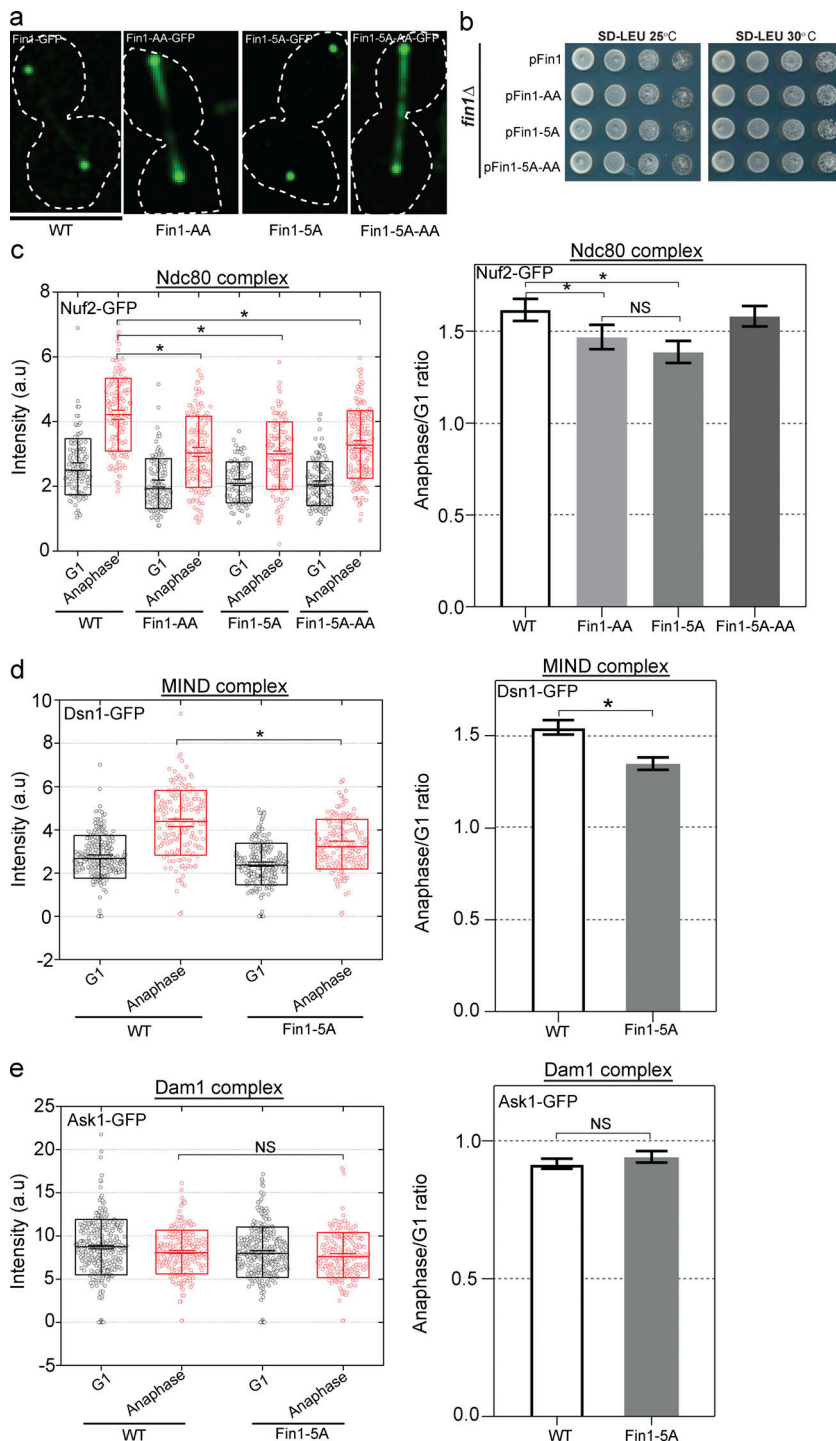 a
Fin1-GFP
Fin1-AA-GFP
Fin1-5A-GFP
Fin1-5A-AA-GFP
WT
Fin1-AA
Fin1-5A
Fin1-5A-AA
b
SD-LEU 25°C
SD-LEU 30°C
fin1Δ
pFin1
pFin1-AA
pFin1-5A
pFin1-5A-AA
c
Ndc80 complex
Nuf2-GFP
Intensity (a.u)
8
6
4
2
0
* * *
G1 Anaphase G1 Anaphase G1 Anaphase G1 Anaphase
WT Fin1-AA Fin1-5A Fin1-5A-AA
Ndc80 complex
Nuf2-GFP
Anaphase/G1 ratio
1.5
1.0
0.5
0.0
*
* NS
WT Fin1-AA Fin1-5A Fin1-5A-AA
d
MIND complex
Dsn1-GFP
Intensity (a.u)
10
8
6
4
2
0
-2
*
G1 Anaphase G1 Anaphase
WT Fin1-5A
MIND complex
Dsn1-GFP
Anaphase/G1 ratio
1.5
1.0
0.5
0.0
*
WT Fin1-5A
e
Dam1 complex
Ask1-GFP
Intensity (a.u)
25
20
15
10
5
0
-5
NS
G1 Anaphase G1 Anaphase
WT Fin1-5A
Dam1 complex
Ask1-GFP
Anaphase/G1 ratio
1.0
0.5
0.0
NS
WT Fin1-5A